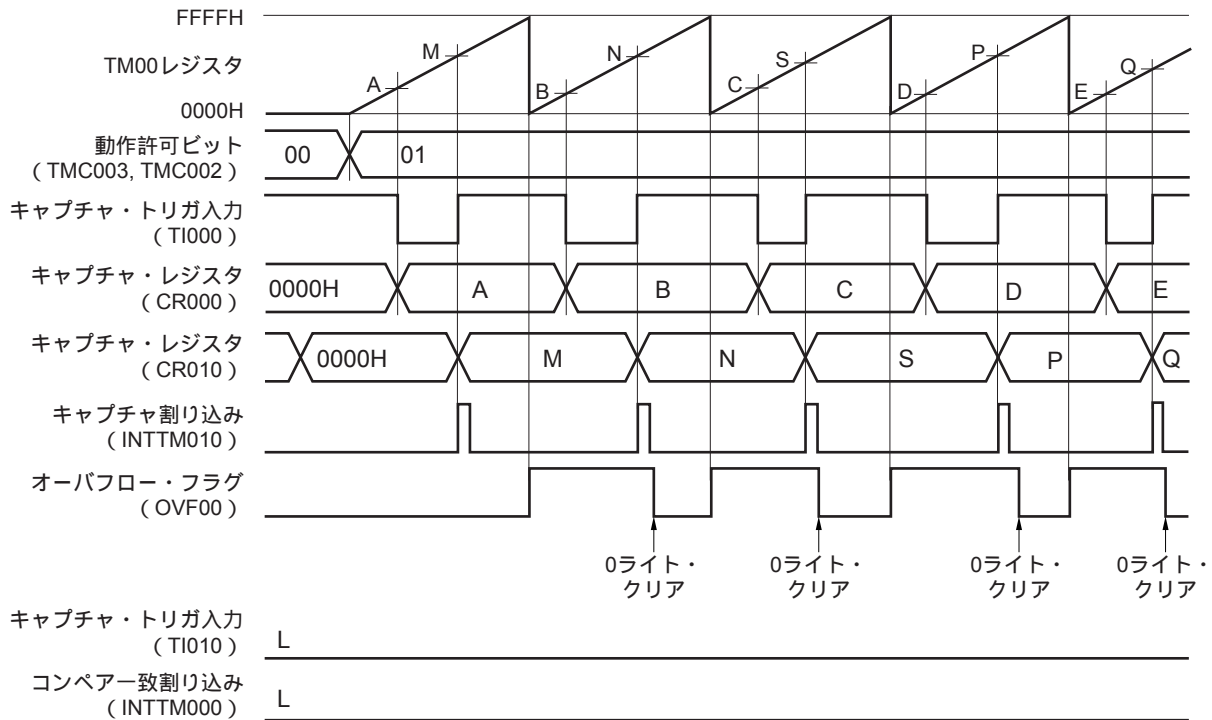 FFFFH
TM00レジスタ
0000H
A
M
B
N
C
S
D
P
E
Q
動作許可ビット
（TMC003, TMC002）
00
01
キャプチャ・トリガ入力
（TI000）
キャプチャ・レジスタ
（CR000）
0000H
A
B
C
D
E
キャプチャ・レジスタ
（CR010）
0000H
M
N
S
P
Q
キャプチャ割り込み
（INTTM010）
オーバフロー・フラグ
（OVF00）
0ライト・
クリア
0ライト・
クリア
0ライト・
クリア
0ライト・
クリア
キャプチャ・トリガ入力
（TI010）
L
コンペア一致割り込み
（INTTM000）
L